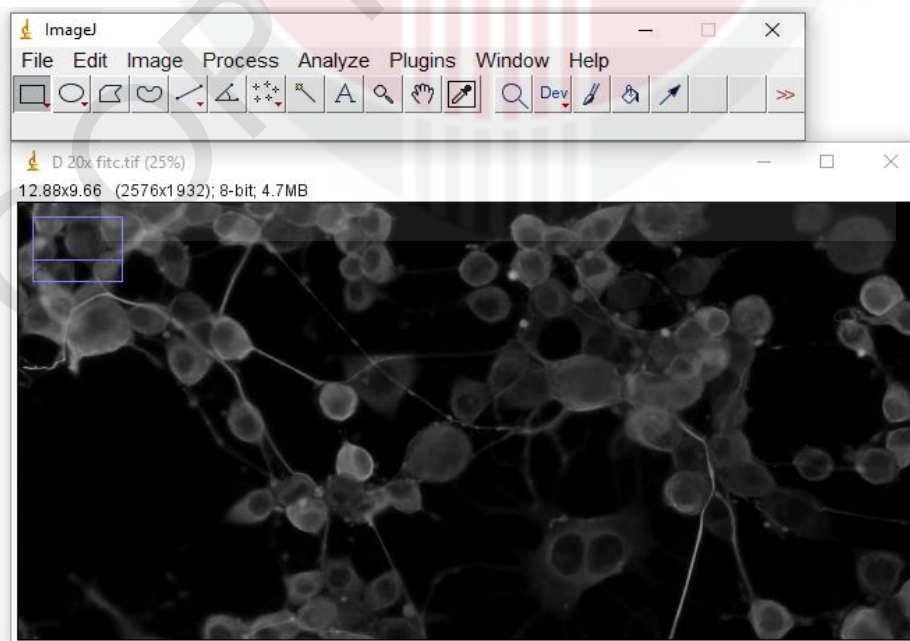 ImageJ
File Edit Image Process Analyze Plugins Window Help
A Dev >>
D 20x fitc.tif (25%)
12.88x9.66 (2576x1932); 8-bit; 4.7MB